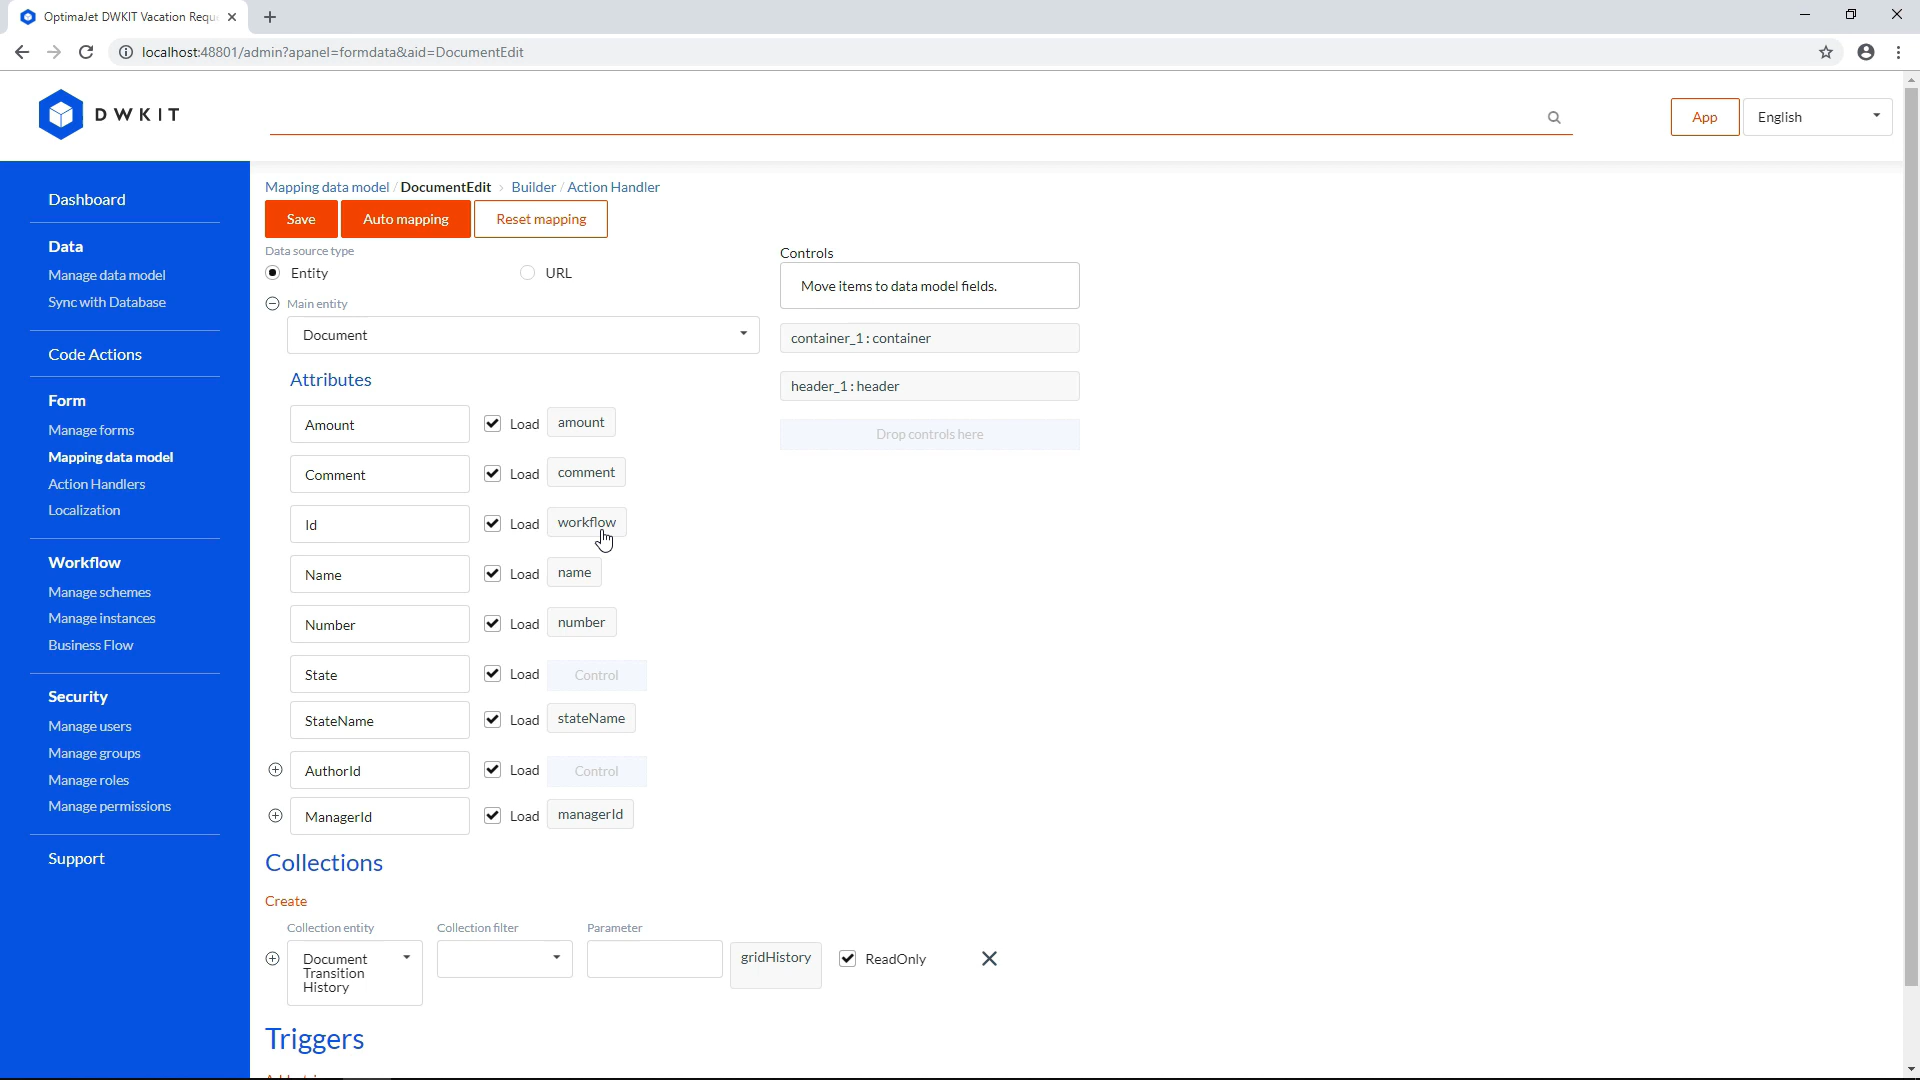 OptimaJet DWKIT Vacation Requ
localhost:48801/admin?apanel=formdata&aid=DocumentEdit
DWKIT
App
English
Dashboard
Data
Manage data model
Sync with Database
Code Actions
Form
Manage forms
Mapping data model
Action Handlers
Localization
Workflow
Manage schemes
Manage instances
Business Flow
Security
Manage users
Manage groups
Manage roles
Manage permissions
Support
Mapping data model / DocumentEdit › Builder / Action Handler
Save
Auto mapping
Reset mapping
Data source type
Entity
URL
Main entity
Document
Attributes
Amount Load amount
Comment Load comment
Id Load workflow
Name Load name
Number Load number
State Load Control
StateName Load stateName
AuthorId Load Control
ManagerId Load managerId
Controls
Move items to data model fields.
container_1 : container
header_1 : header
Drop controls here
Collections
Create
Collection entity Collection filter Parameter
Document
Transition
History
gridHistory
ReadOnly
Triggers